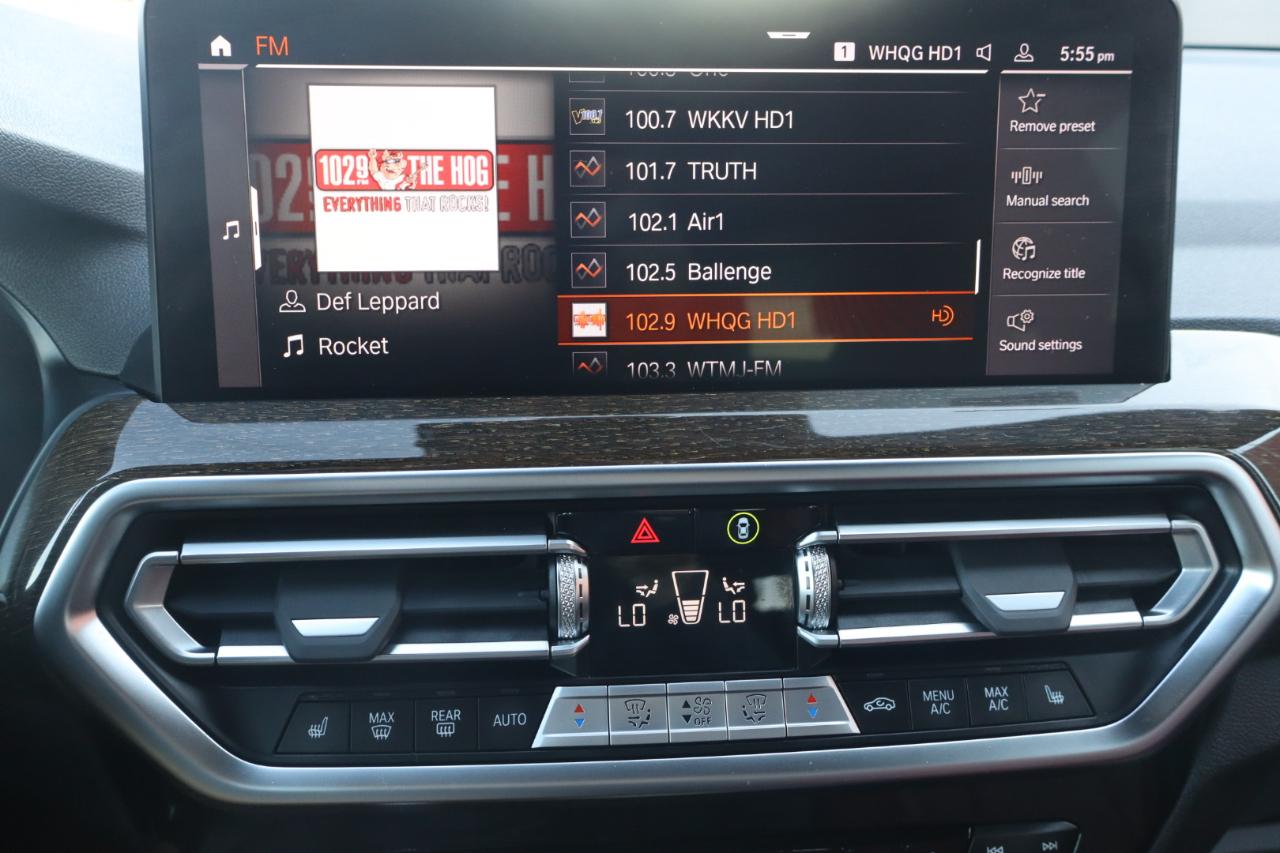 FM
1 WHQG HD1 5:55 pm
102.9 THE HOG
EVERYTHING THAT ROCKS!
Def Leppard
Rocket
One
100.7 WKKV HD1
101.7 TRUTH
102.1 Air1
102.5 Ballenge
102.9 WHQG HD1 HD
103.3 WTMJ-FM
Remove preset
Manual search
Recognize title
Sound settings
LO LO
MAX
REAR
AUTO
OFF
MENU A/C
MAX A/C